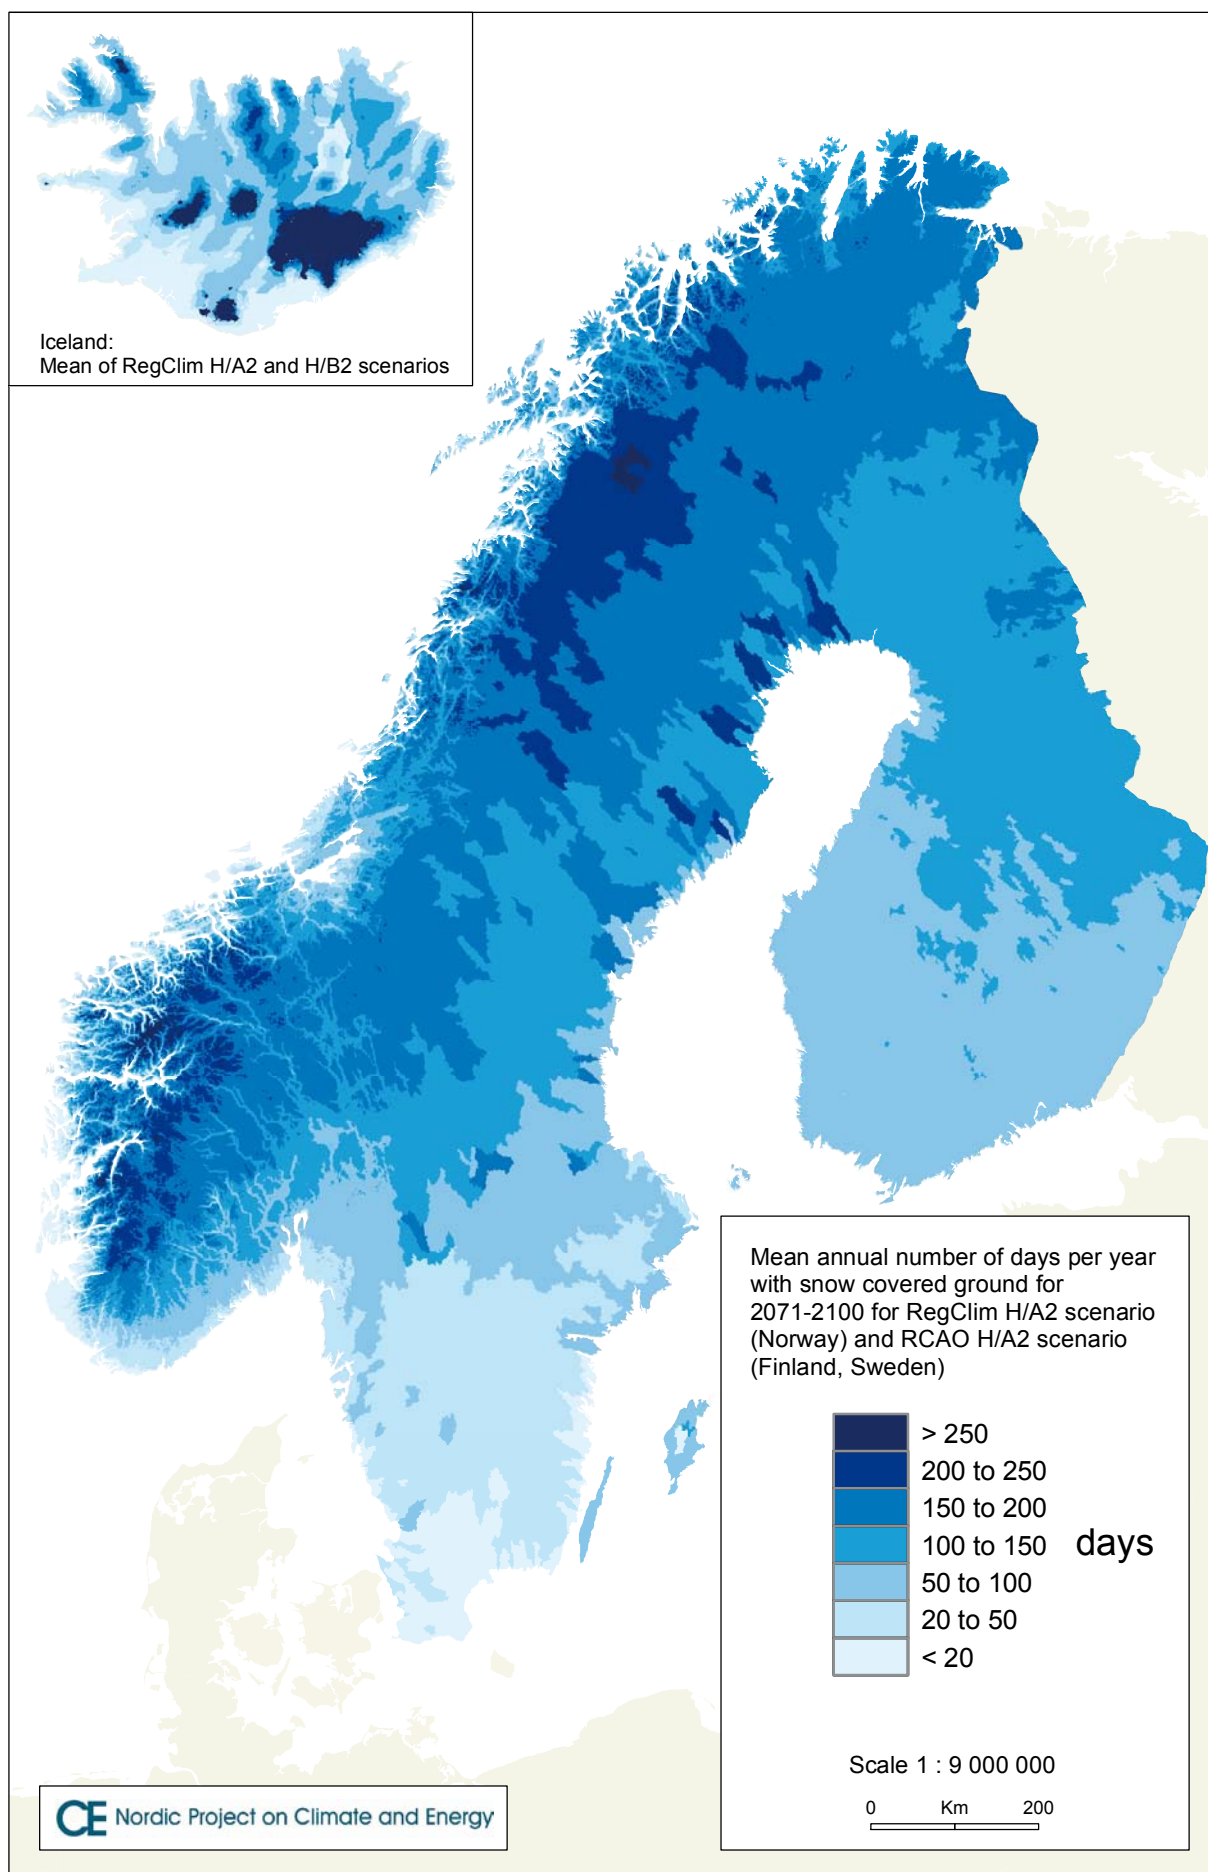 Iceland:
Mean of RegClim H/A2 and H/B2 scenarios
Mean annual number of days per year
with snow covered ground for
2071-2100 for RegClim H/A2 scenario
(Norway) and RCAO H/A2 scenario
(Finland, Sweden)
> 250
200 to 250
150 to 200
100 to 150
days
50 to 100
20 to 50
< 20
Scale 1 : 9 000 000
0 Km 200
CE Nordic Project on Climate and Energy